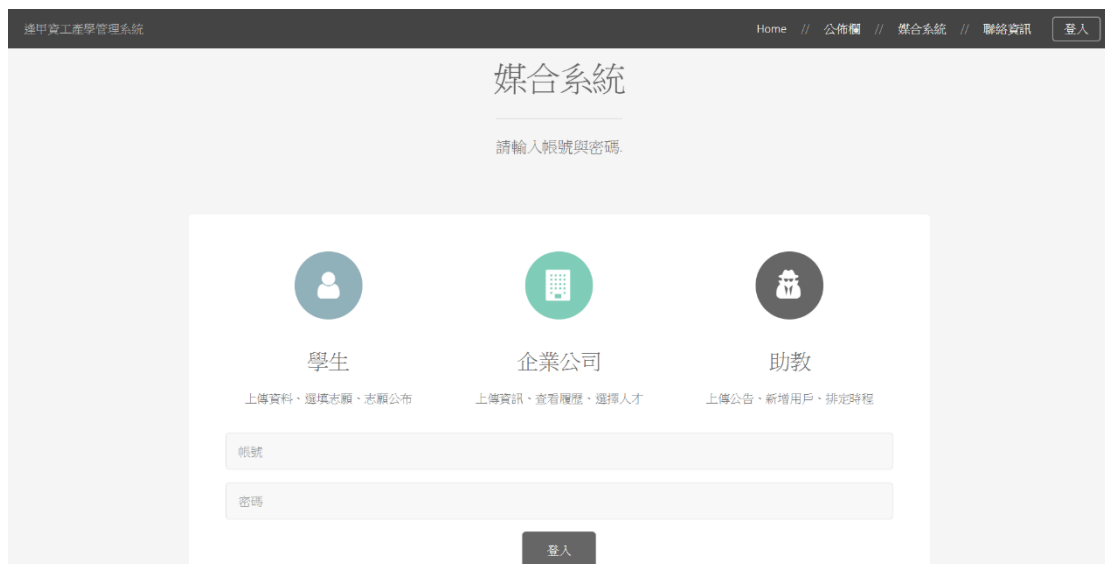 逢甲資工產學管理系統
Home // 公佈欄 // 媒合系統 // 聯絡資訊 登入
媒合系統
請輸入帳號與密碼.
學生 企業公司 助教
上傳資料、選填志願、志願公布 上傳資訊、查看履歷、選擇人才 上傳公告、新增用戶、排定時程
帳號
密碼
登入